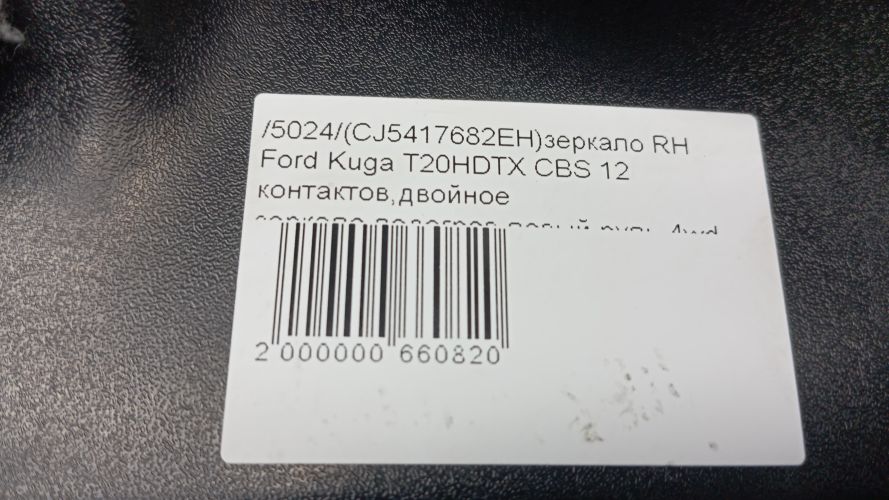 /5024/(CJ5417682EH)зеркало RH
Ford Kuga T20HDTX CBS 12
контактов,двойное
2 000000 660820